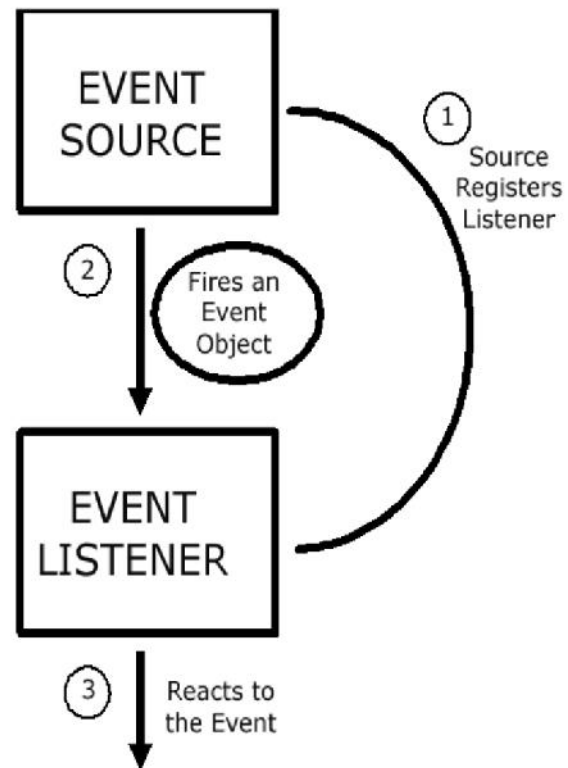 EVENT
SOURCE
1
Source
Registers
Listener
2
Fires an
Event
Object
EVENT
LISTENER
3
Reacts to
the Event